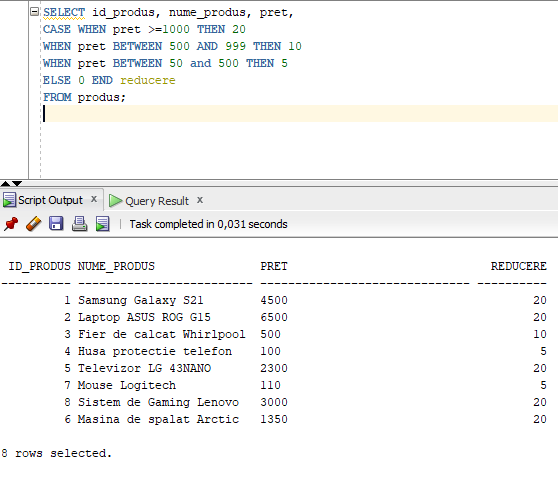 SELECT id_produs, nume_produs, pret,
CASE WHEN pret >=1000 THEN 20
WHEN pret BETWEEN 500 AND 999 THEN 10
WHEN pret BETWEEN 50 and 500 THEN 5
ELSE 0 END reducere
FROM produs;
Script Output x Query Result x
Task completed in 0,031 seconds
ID_PRODUS NUME_PRODUS PRET REDUCERE
---------- ------------------------- ------------------------------ ----------
1 Samsung Galaxy S21 4500 20
2 Laptop ASUS ROG G15 6500 20
3 Fier de calcat Whirlpool 500 10
4 Husa protectie telefon 100 5
5 Televizor LG 43NANO 2300 20
7 Mouse Logitech 110 5
8 Sistem de Gaming Lenovo 3000 20
6 Masina de spalat Arctic 1350 20
8 rows selected.